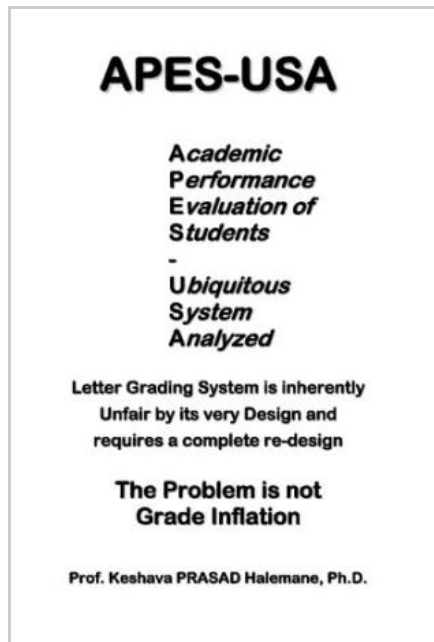 APES-USA
Academic
Performance
Evaluation of
Students
-
Ubiquitous
System
Analyzed
Letter Grading System is inherently
Unfair by its very Design and
requires a complete re-design
The Problem is not
Grade Inflation
Prof. Keshava PRASAD Halemane, Ph.D.